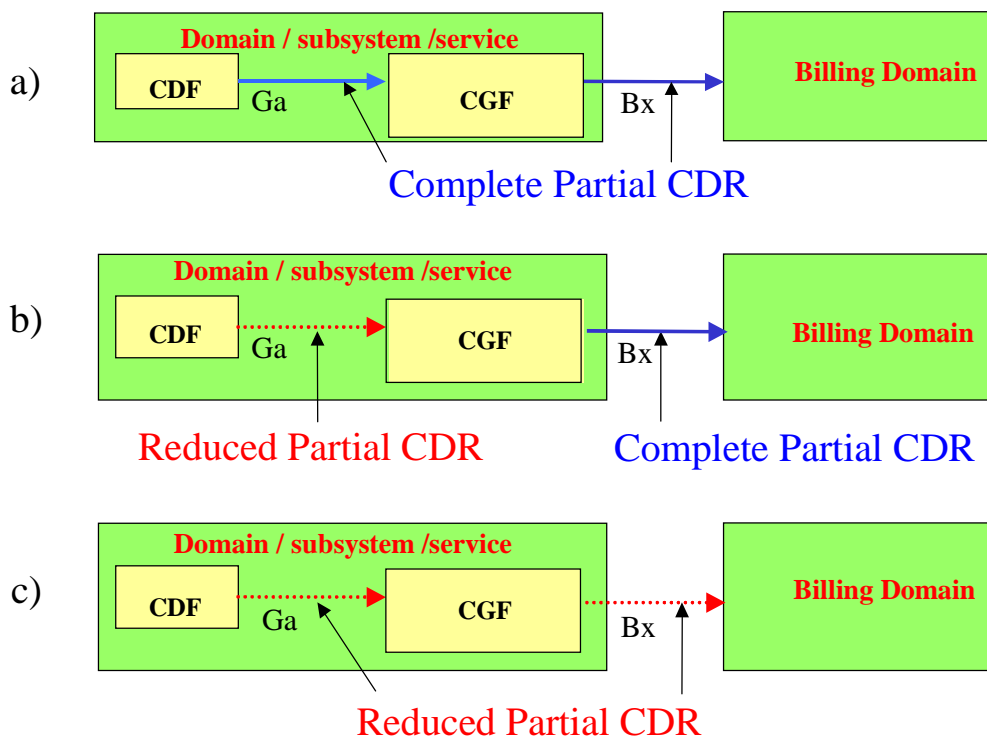 a)
Domain / subsystem /service
CDF
Ga
CGF
Bx
Billing Domain
Complete Partial CDR
b)
Domain / subsystem /service
CDF
Ga
CGF
Bx
Billing Domain
Reduced Partial CDR
Complete Partial CDR
c)
Domain / subsystem /service
CDF
Ga
CGF
Bx
Billing Domain
Reduced Partial CDR